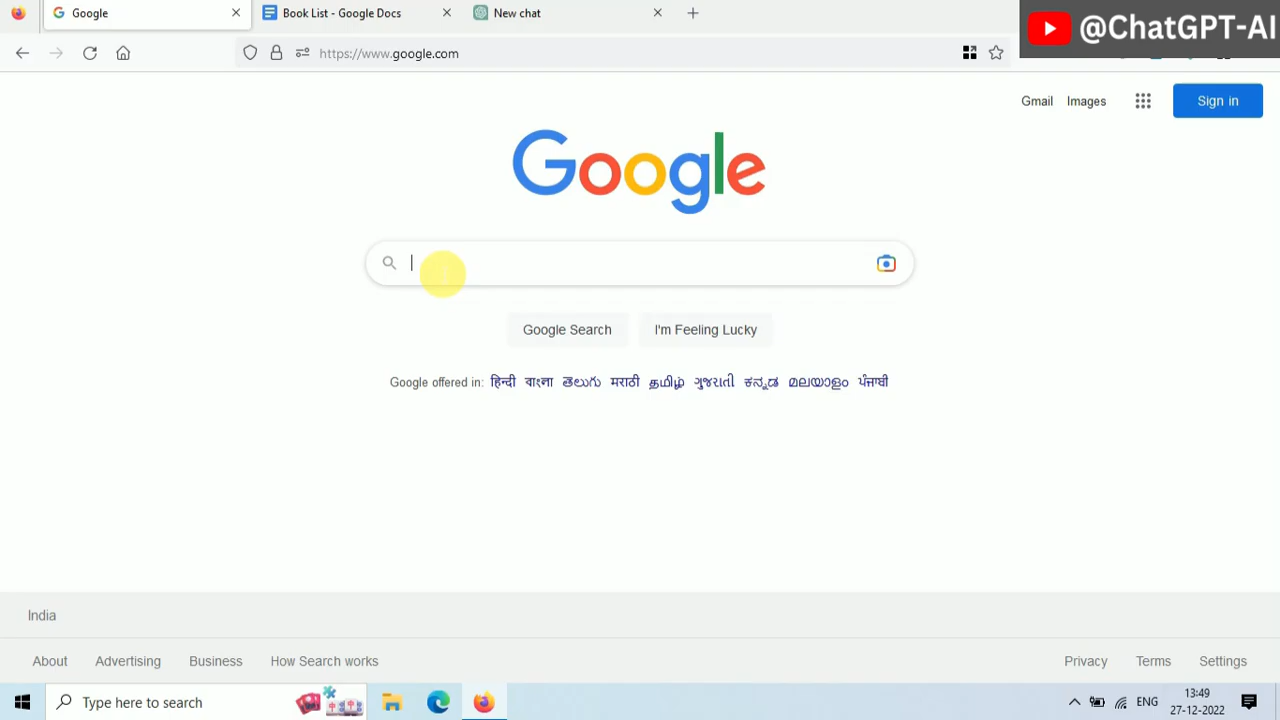 Google
Book List - Google Docs
New chat
@ChatGPT-AI
https://www.google.com
Gmail
Images
Sign in
Google
Google Search
I'm Feeling Lucky
Google offered in: हिन्दी বাংলা తెలుగు मराठी தமிழ் ગુજરાતી ಕನ್ನಡ മലയാളം ਪੰਜਾਬੀ
India
About
Advertising
Business
How Search works
Privacy
Terms
Settings
Type here to search
ENG
13:49
27-12-2022